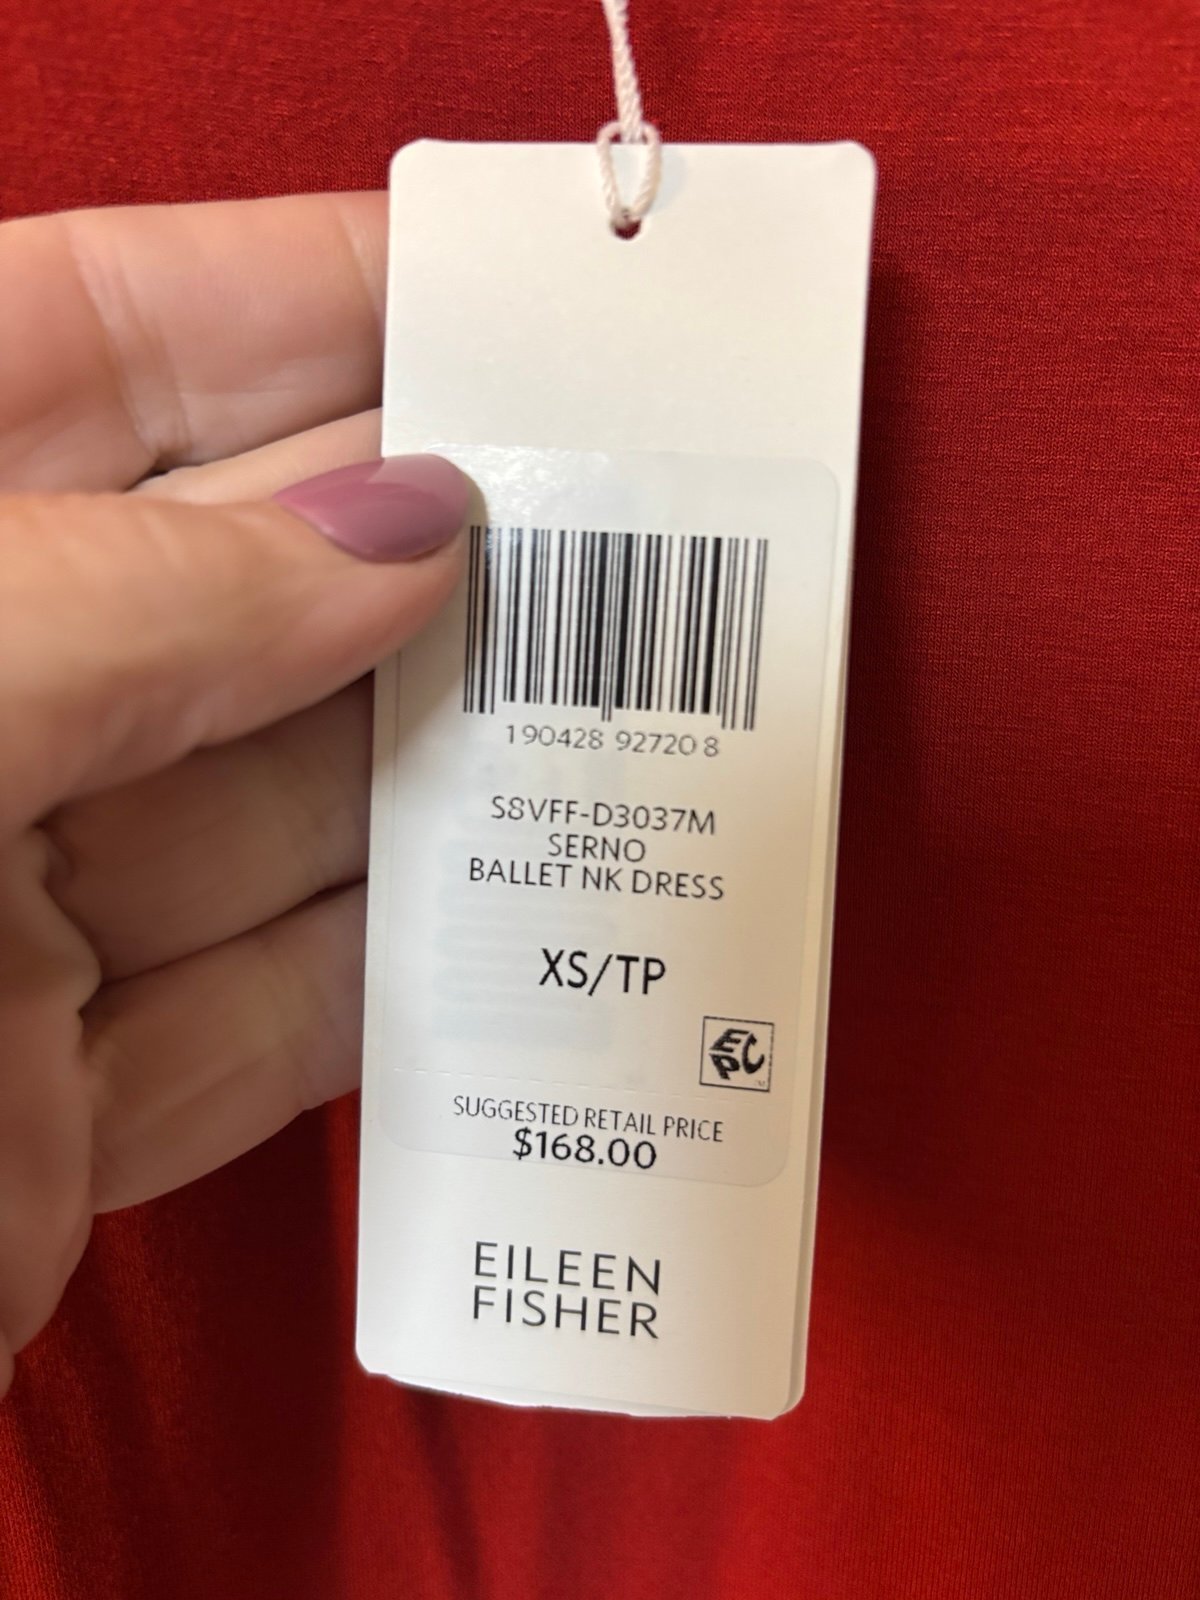 190428 92720 8
S8VFF-D3037M
SERNO
BALLET NK DRESS
XS/TP
EPC
SUGGESTED RETAIL PRICE
$168.00
EILEEN
FISHER